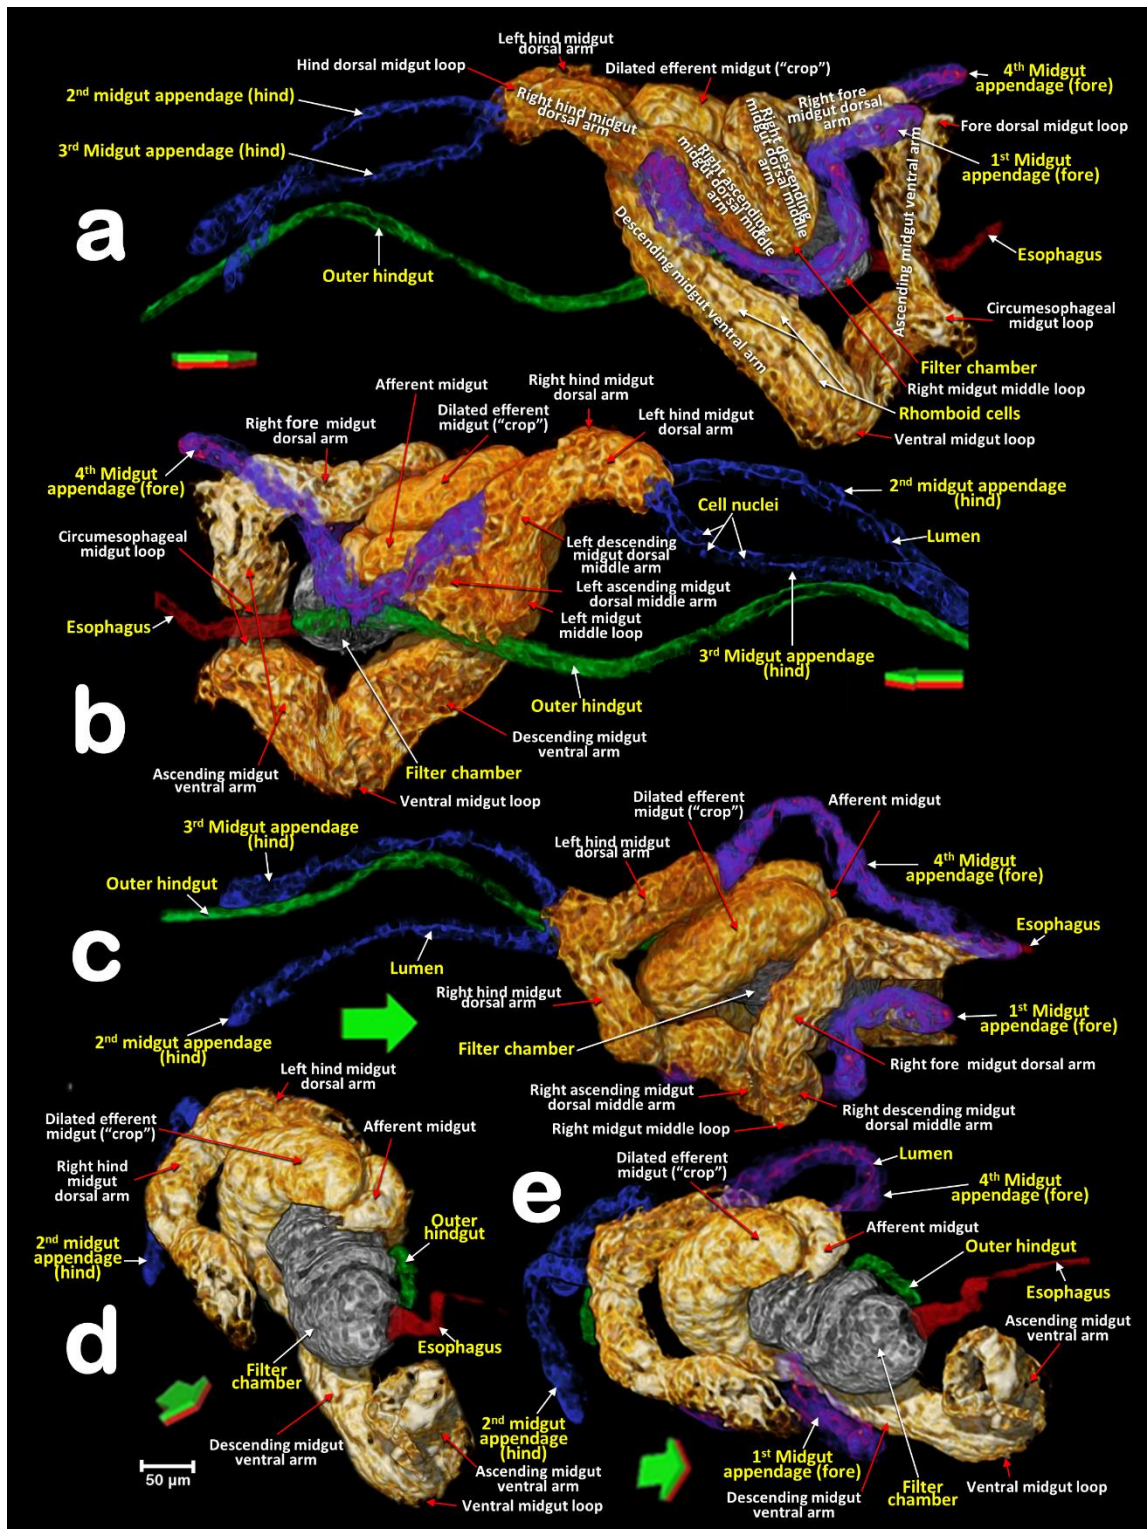 Left hind midgut
dorsal arm
Hind dorsal midgut loop
Dilated efferent midgut (“crop”)
2nd midgut appendage (hind)
Right hind midgut
dorsal arm
Right fore
midgut dorsal
arm
4th Midgut
appendage (fore)
Fore dorsal midgut loop
3rd Midgut appendage (hind)
1st Midgut
appendage (fore)
Right ascending
midgut dorsal middle
arm
Right descending
midgut dorsal middle
arm
Ascending midgut ventral arm
a
Descending midgut ventral arm
Esophagus
Outer hindgut
Circumesophageal
midgut loop
Filter chamber
Right midgut middle loop
Rhomboid cells
Ventral midgut loop
Afferent midgut
Right hind midgut
dorsal arm
Dilated efferent
midgut (“crop”)
Left hind midgut
dorsal arm
Right fore midgut
dorsal arm
4th Midgut
appendage (fore)
2nd midgut appendage
(hind)
Cell nuclei
Circumesophageal
midgut loop
Lumen
Left descending
midgut dorsal
middle arm
Left ascending midgut
dorsal middle arm
Esophagus
Left midgut
middle loop
3rd Midgut appendage
(hind)
Outer hindgut
b
Descending midgut
ventral arm
Ascending midgut
ventral arm
Filter chamber
Ventral midgut loop
Dilated efferent
midgut (“crop”)
Afferent midgut
3rd Midgut appendage
(hind)
Left hind midgut
dorsal arm
4th Midgut
appendage (fore)
Outer hindgut
Esophagus
c
Lumen
Right hind midgut
dorsal arm
1st Midgut
appendage (fore)
2nd midgut appendage
(hind)
Filter chamber
Right fore midgut dorsal arm
Right ascending midgut
dorsal middle arm
Right descending midgut
dorsal middle arm
Right midgut middle loop
Left hind midgut
dorsal arm
Dilated efferent
midgut (“crop”)
Afferent midgut
Right hind
midgut
dorsal arm
Outer
hindgut
2nd midgut
appendage
(hind)
d
Esophagus
Filter
chamber
Descending midgut
ventral arm
50 µm
Ascending midgut
ventral arm
Ventral midgut loop
e
Lumen
Dilated efferent
midgut (“crop”)
4th Midgut
appendage (fore)
Afferent midgut
Outer hindgut
Esophagus
Ascending midgut
ventral arm
2nd midgut
appendage
(hind)
1st Midgut
appendage (fore)
Descending midgut
ventral arm
Filter
chamber
Ventral midgut loop